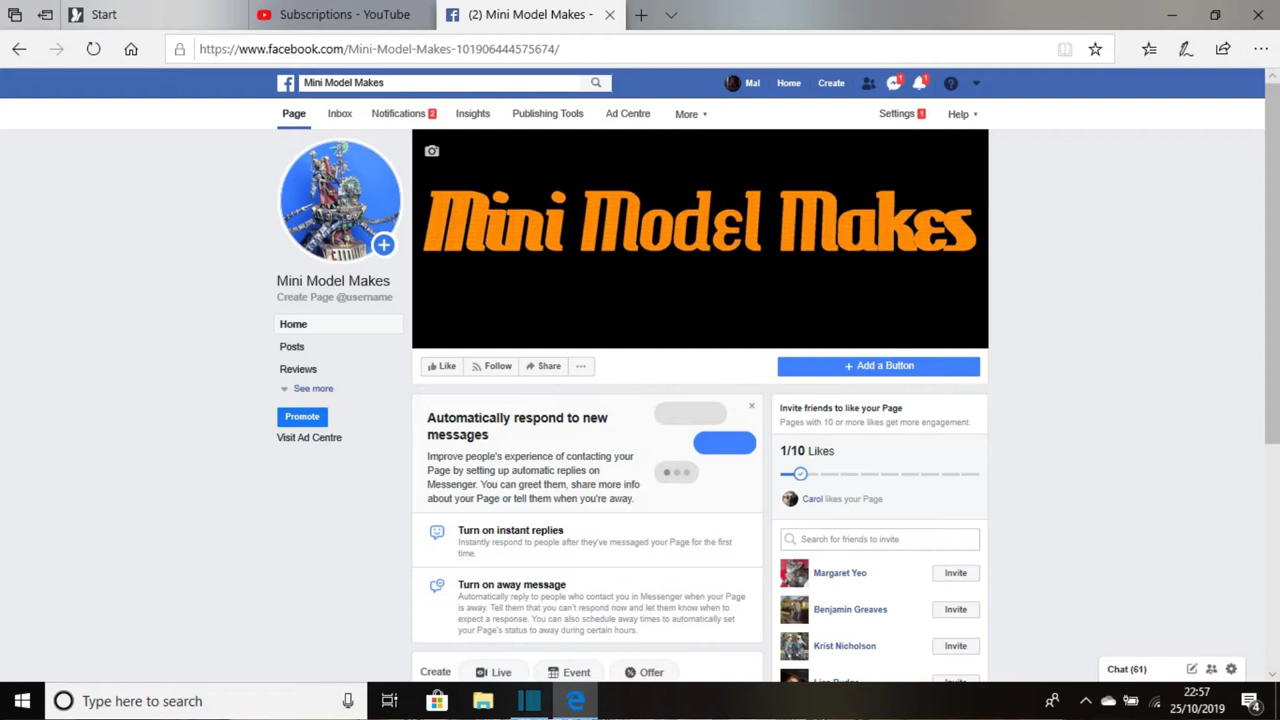 Start
Subscriptions - YouTube
(2) Mini Model Makes -
https://www.facebook.com/Mini-Model-Makes-101906444575674/
Mini Model Makes
Mal
Home
Create
1
1
Page
Inbox
Notifications 2
Insights
Publishing Tools
Ad Centre
More
Settings 1
Help
Mini Model Makes
Mini Model Makes
Create Page @username
Home
Posts
Reviews
See more
Promote
Visit Ad Centre
Like
Follow
Share
...
+ Add a Button
Automatically respond to new
messages
Improve people's experience of contacting your
Page by setting up automatic replies on
Messenger. You can greet them, share more info
about your Page or tell them when you're away.
Turn on instant replies
Instantly respond to people after they've messaged your Page for the first
time.
Turn on away message
Automatically reply to people who contact you in Messenger when your Page
is away. Tell them that you can't respond now and let them know when to
expect a response. You can also schedule away times to automatically set
your Page's status to away during certain hours.
Create
Live
Event
Offer
Invite friends to like your Page
Pages with 10 or more likes get more engagement.
1/10 Likes
Carol likes your Page
Search for friends to invite
Margaret Yeo
Invite
Benjamin Greaves
Invite
Krist Nicholson
Invite
Chat (61)
Type here to search
22:57
25/10/2019
4